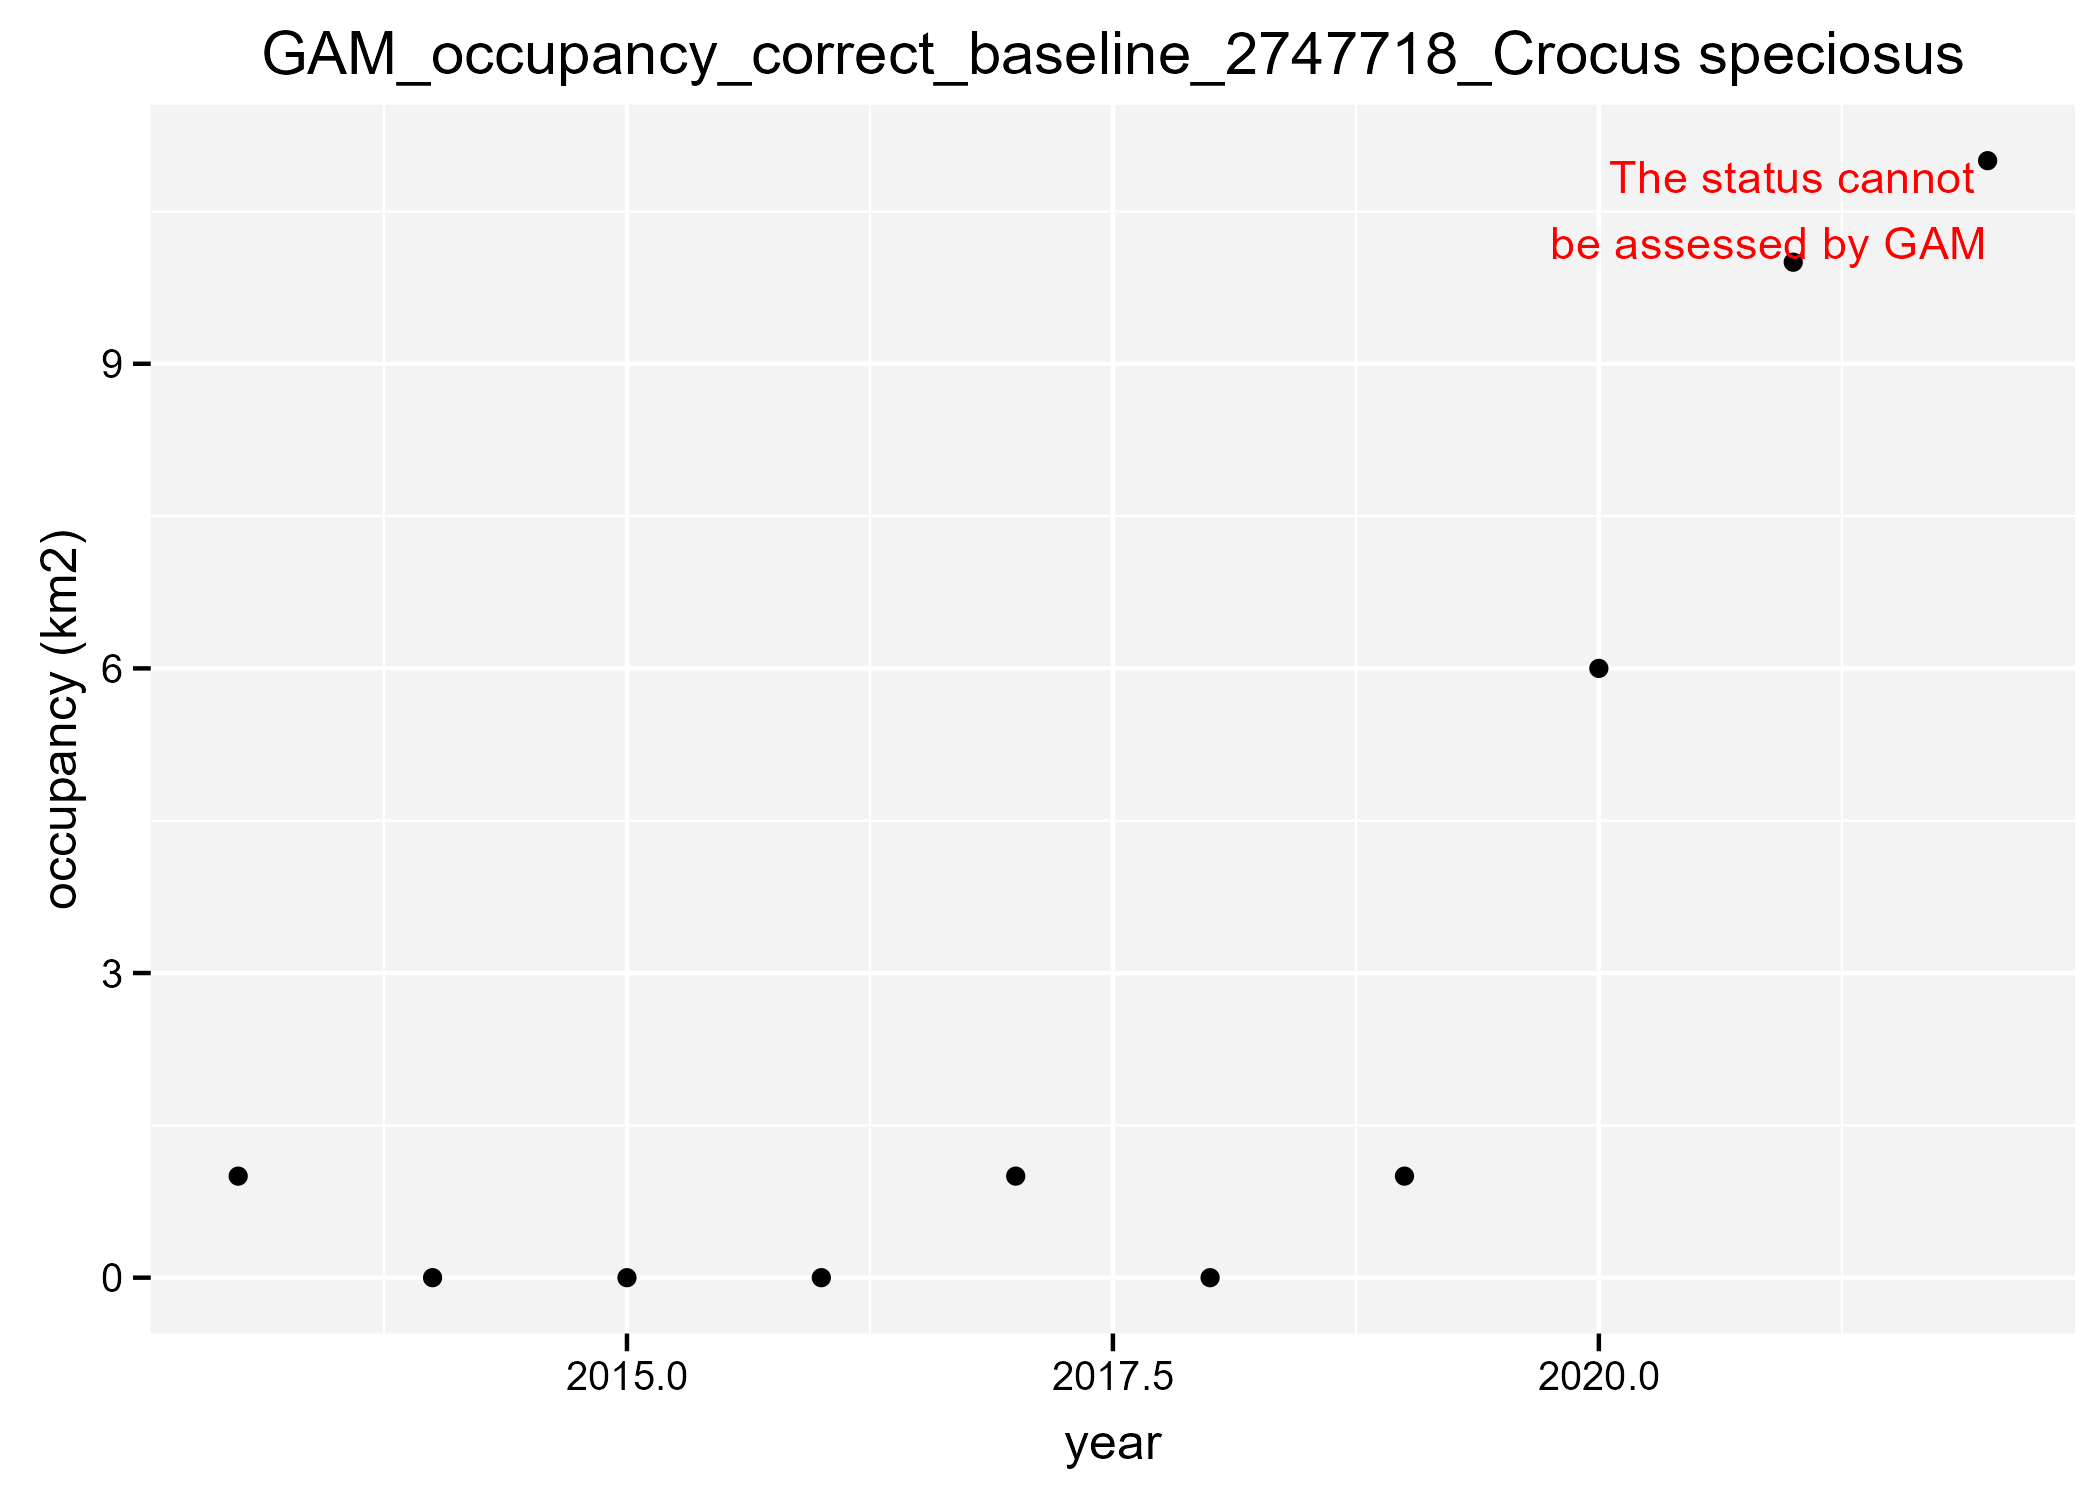 GAM_occupancy_correct_baseline_2747718_Crocus speciosus
The status cannot
be assessed by GAM
occupancy (km2)
9
6
3
0
2015.0 2017.5 2020.0
year